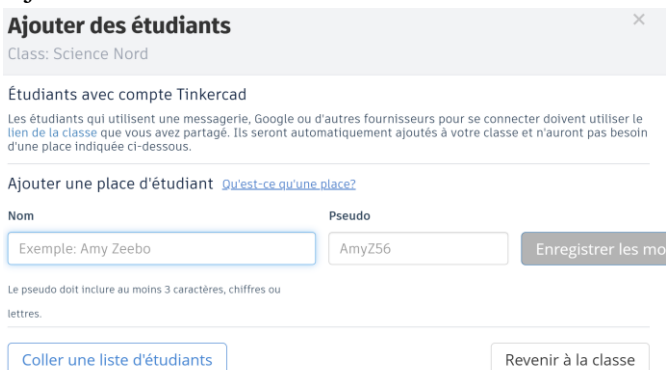 Ajouter des étudiants
Class: Science Nord
Étudiants avec compte Tinkercad
Les étudiants qui utilisent une messagerie, Google ou d'autres fournisseurs pour se connecter doivent utiliser le
lien de la classe que vous avez partagé. Ils seront automatiquement ajoutés à votre classe et n'auront pas besoin
d'une place indiquée ci-dessous.
Ajouter une place d'étudiant Qu'est-ce qu'une place?
Nom Pseudo
Exemple: Amy Zeebo AmyZ56 Enregistrer les mo
Le pseudo doit inclure au moins 3 caractères, chiffres ou
lettres.
Coller une liste d'étudiants Revenir à la classe